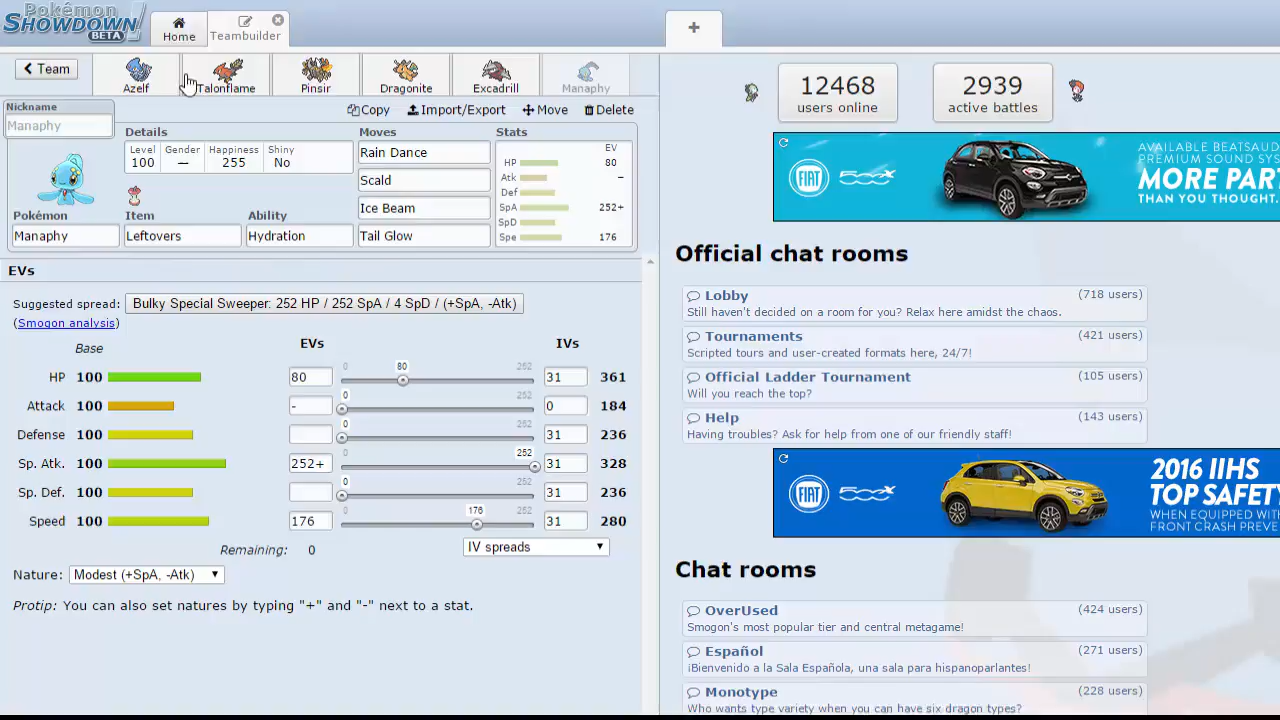 Pokémon
SHOWDOWN!
BETA
Home
Teambuilder
+
Team
Azelf
Talonflame
Pinsir
Dragonite
Excadrill
Manaphy
12468
users online
2939
active battles
Nickname
Manaphy
Copy
Import/Export
Move
Delete
Details
Level
100
Gender
—
Happiness
255
Shiny
No
Moves
Rain Dance
Scald
Ice Beam
Tail Glow
Stats
EV
HP 80
Atk –
Def
SpA 252+
SpD
Spe 176
Pokémon
Manaphy
Item
Leftovers
Ability
Hydration
AVAILABLE BEATSAUD
PREMIUM SOUND SYS
MORE PAR
THAN YOU THOUGHT.
FIAT 500X
EVs
Suggested spread: Bulky Special Sweeper: 252 HP / 252 SpA / 4 SpD / (+SpA, -Atk)
(Smogon analysis)
Base EVs IVs
HP 100 80 0 80 252 31 361
Attack 100 - 0 252 0 184
Defense 100 0 252 31 236
Sp. Atk. 100 252+ 0 252 31 328
Sp. Def. 100 0 252 31 236
Speed 100 176 0 176 252 31 280
Remaining: 0
IV spreads
Nature: Modest (+SpA, -Atk)
Protip: You can also set natures by typing "+" and "-" next to a stat.
Official chat rooms
Lobby (718 users)
Still haven't decided on a room for you? Relax here amidst the chaos.
Tournaments (421 users)
Scripted tours and user-created formats here, 24/7!
Official Ladder Tournament (105 users)
Will you reach the top?
Help (143 users)
Having troubles? Ask for help from one of our friendly staff!
FIAT 500X
2016 IIHS
TOP SAFETY
WHEN EQUIPPED WITH
FRONT CRASH PREVE
Chat rooms
OverUsed (424 users)
Smogon's most popular tier and central metagame!
Español (271 users)
¡Bienvenido a la Sala Española, una sala para hispanoparlantes!
Monotype (228 users)
Who wants type variety when you can have six dragon types?